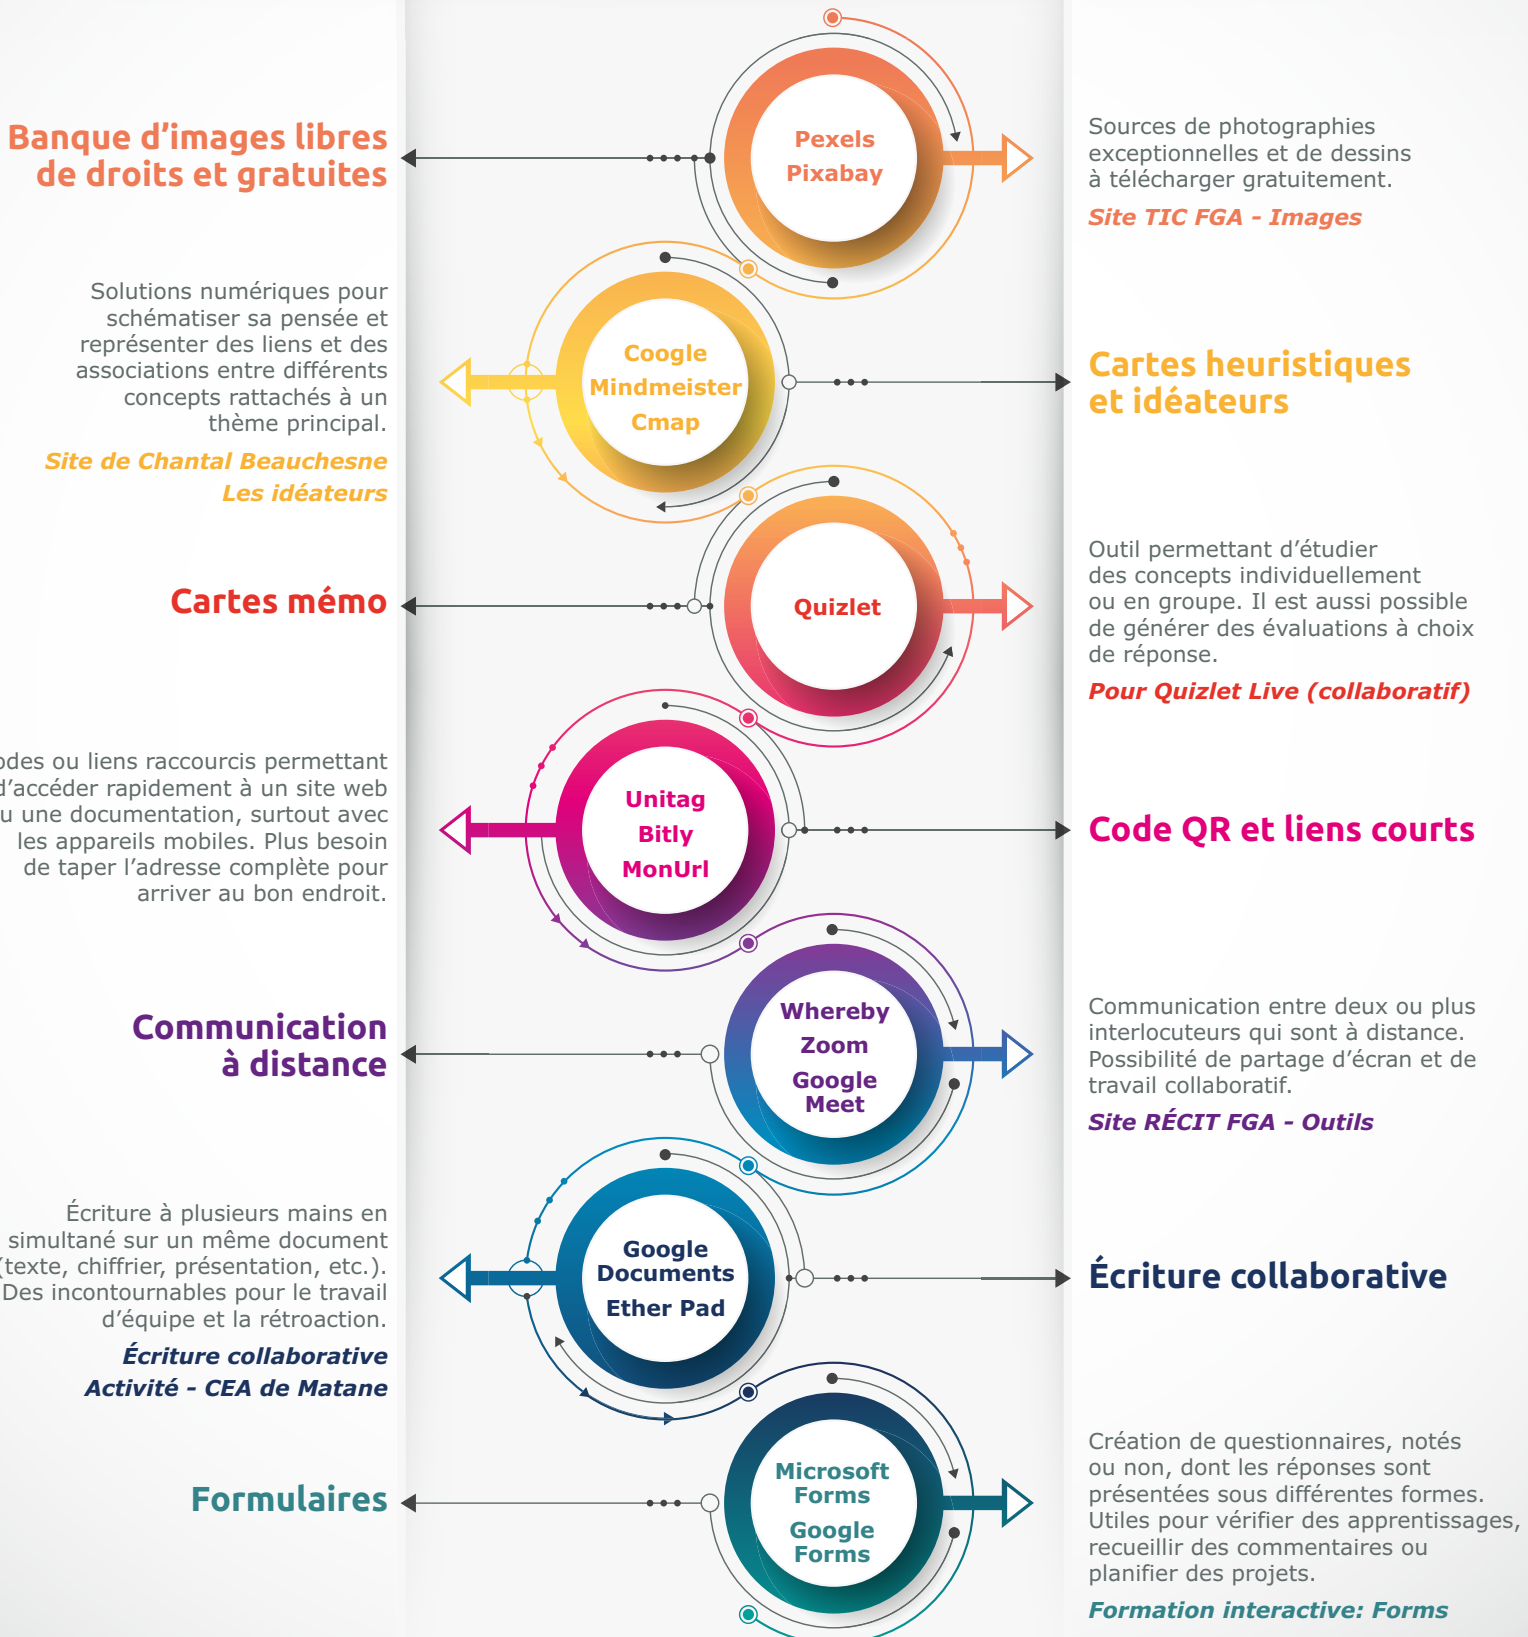 Banque d’images libres
de droits et gratuites
Pexels
Pixabay
Sources de photographies
exceptionnelles et de dessins
à télécharger gratuitement.
Site TIC FGA – Images
Solutions numériques pour
schématiser sa pensée et
représenter des liens et des
associations entre différents
concepts rattachés à un
thème principal.
Site de Chantal Beauchesne
Les idéateurs
Coogle
Mindmeister
Cmap
Cartes heuristiques
et idéateurs
Cartes mémo
Quizlet
Outil permettant d’étudier
des concepts individuellement
ou en groupe. Il est aussi possible
de générer des évaluations à choix
de réponse.
Pour Quizlet Live (collaboratif)
odes ou liens raccourcis permettant
d’accéder rapidement à un site web
u une documentation, surtout avec
les appareils mobiles. Plus besoin
de taper l’adresse complète pour
arriver au bon endroit.
Unitag
Bitly
MonUrl
Code QR et liens courts
Communication
à distance
Whereby
Zoom
Google
Meet
Communication entre deux ou plus
interlocuteurs qui sont à distance.
Possibilité de partage d’écran et de
travail collaboratif.
Site RÉCIT FGA – Outils
Écriture à plusieurs mains en
simultané sur un même document
(texte, chiffrier, présentation, etc.).
Des incontournables pour le travail
d’équipe et la rétroaction.
Écriture collaborative
Activité – CEA de Matane
Google
Documents
Ether Pad
Écriture collaborative
Formulaires
Microsoft
Forms
Google
Forms
Création de questionnaires, notés
ou non, dont les réponses sont
présentées sous différentes formes.
Utiles pour vérifier des apprentissages,
recueillir des commentaires ou
planifier des projets.
Formation interactive: Forms